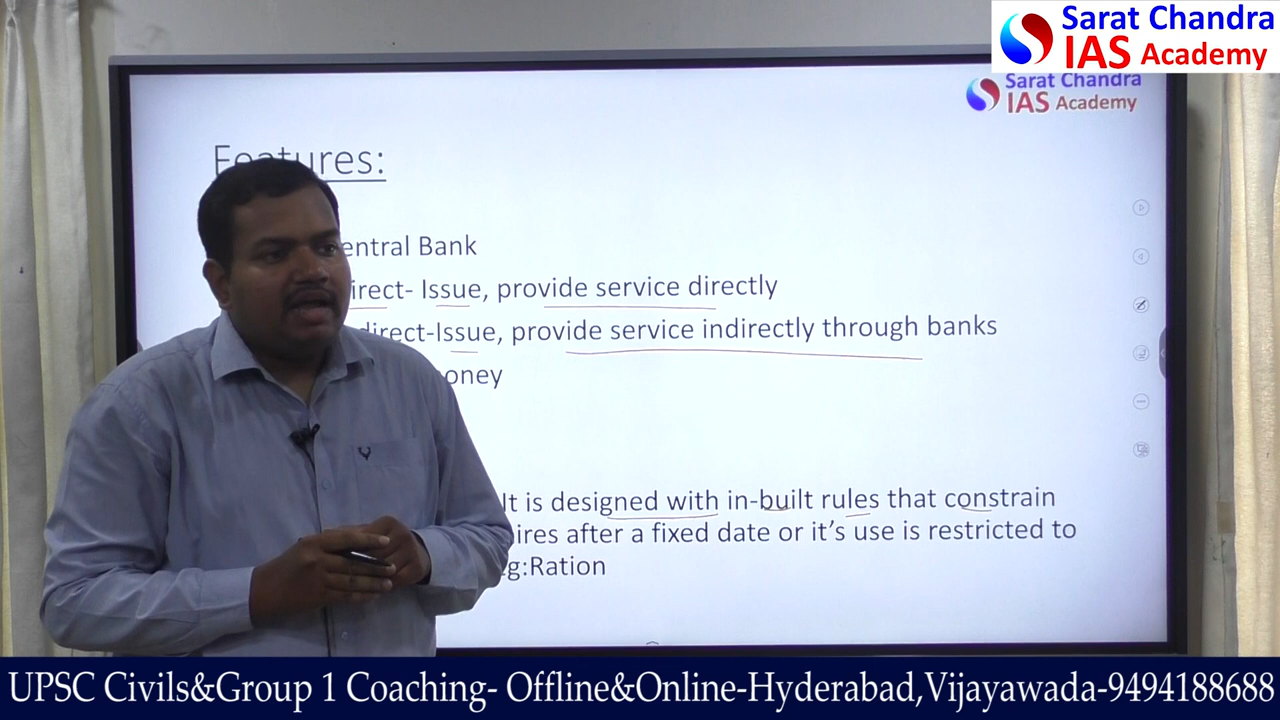 Sarat Chandra
IAS Academy
Sarat Chandra
IAS Academy
Features:
entral Bank
irect- Issue, provide service directly
direct-Issue, provide service indirectly through banks
oney
It is designed with in-built rules that constrain
ires after a fixed date or it's use is restricted to
g:Ration
UPSC Civils&Group 1 Coaching- Offline&Online-Hyderabad,Vijayawada-9494188688